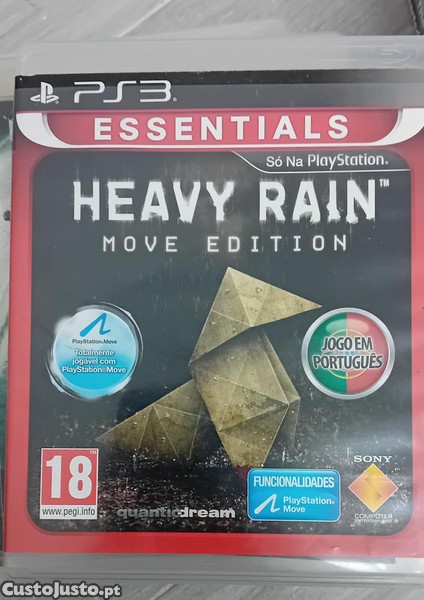 PS3
ESSENTIALS
Só Na PlayStation®
HEAVY RAIN™
MOVE EDITION
PlayStation®Move
Totalmente
jogável com
PlayStation®Move
JOGO EM
PORTUGUÊS
18
www.pegi.info
quanticdream
FUNCIONALIDADES
PlayStation®
Move
SONY
COMPUTER
ENTERTAINMENT
CustoJusto.pt